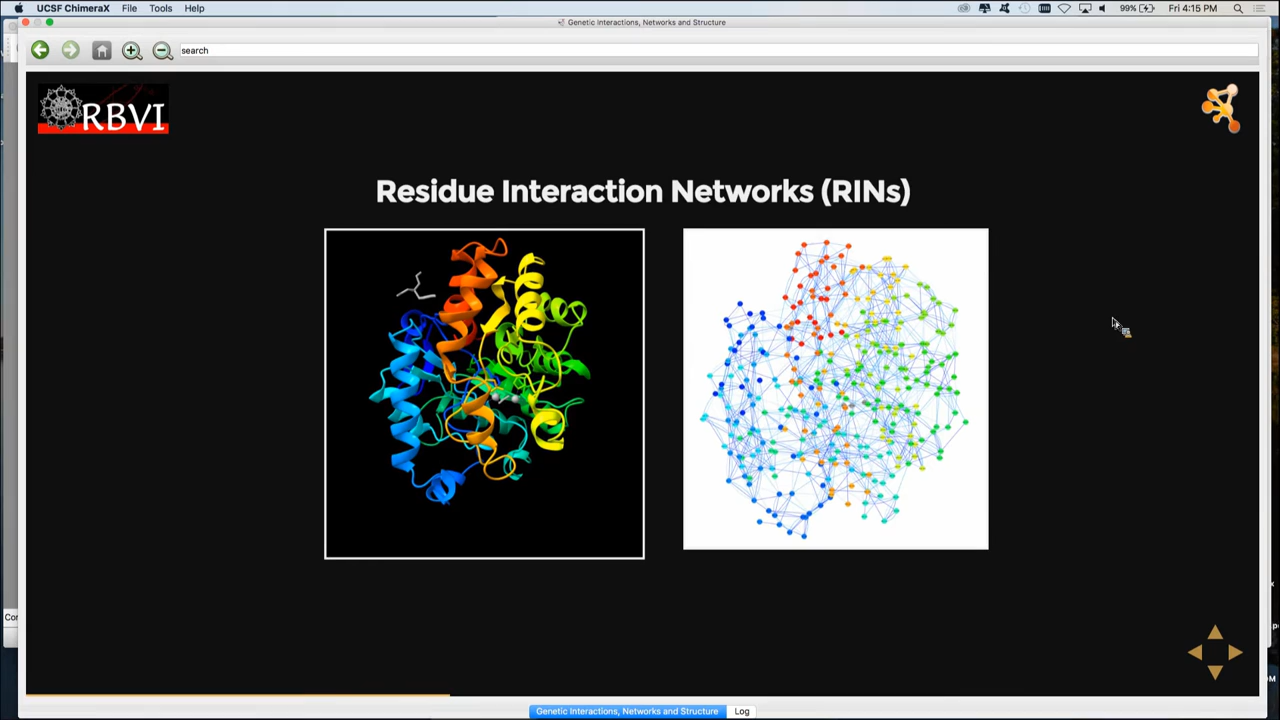 UCSF ChimeraX File Tools Help 99% Fri 4:15 PM
Genetic Interactions, Networks and Structure
search
RBVI
Residue Interaction Networks (RINs)
Genetic Interactions, Networks and Structure Log